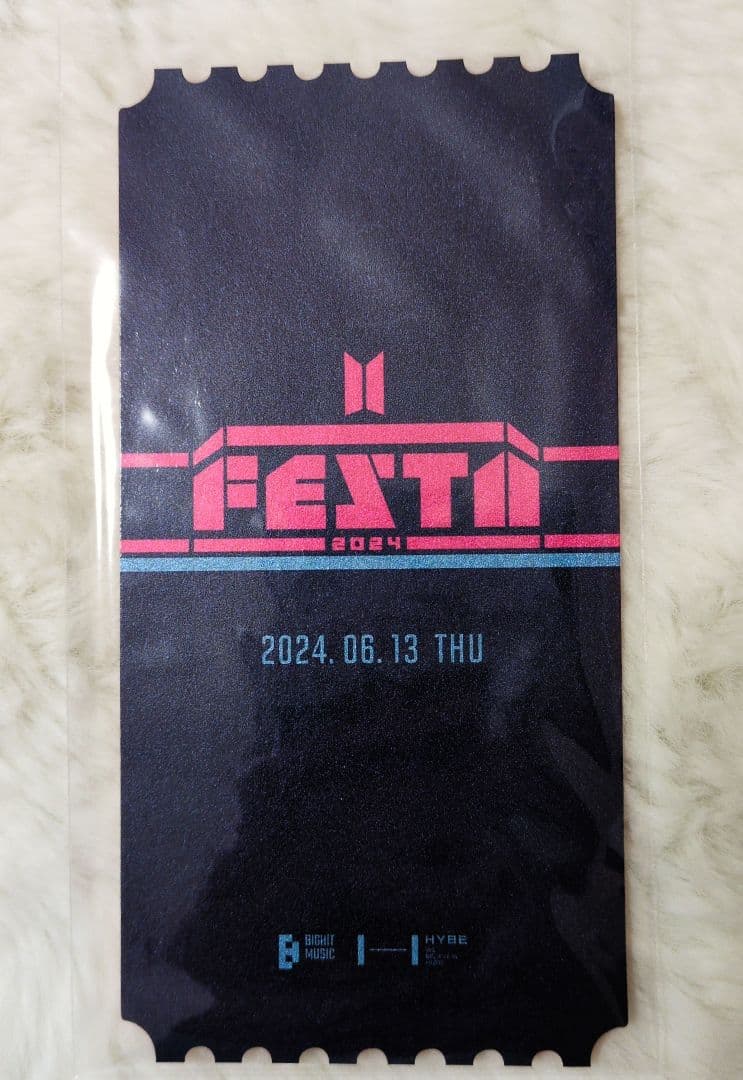 FESTA
2024
2024. 06. 13 THU
BIGHIT
MUSIC
HYBE